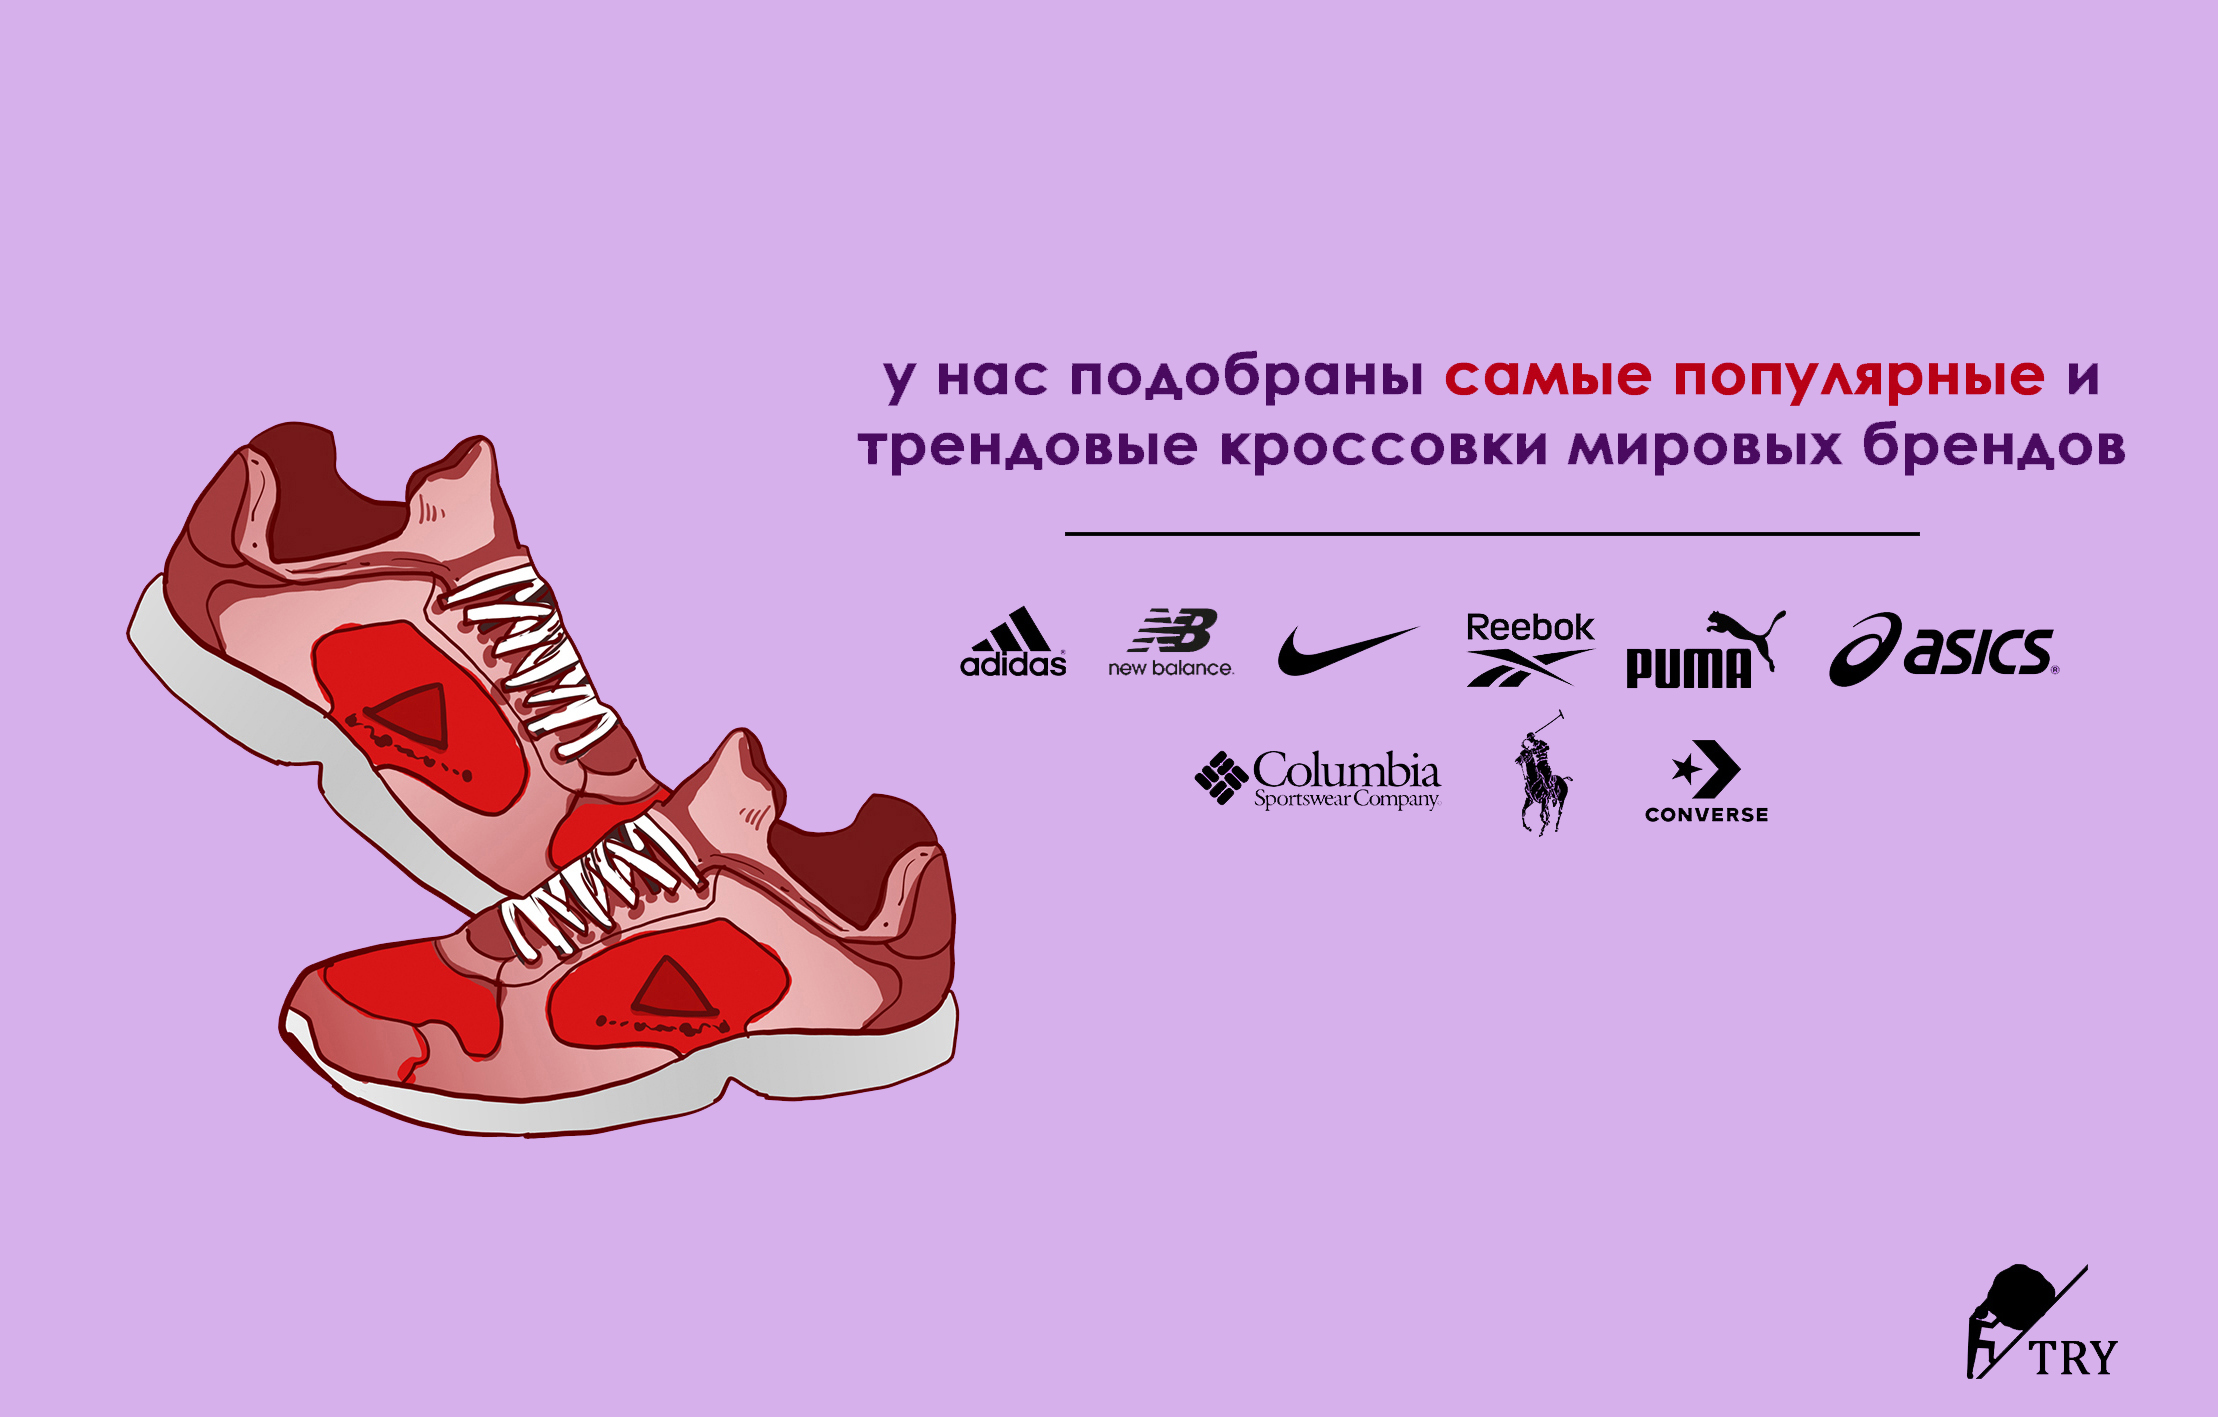 у нас подобраны самые популярные и
трендовые кроссовки мировых брендов
adidas®
NB
new balance.
Reebok
PUMA
asics®
Columbia
Sportswear Company
CONVERSE
TRY